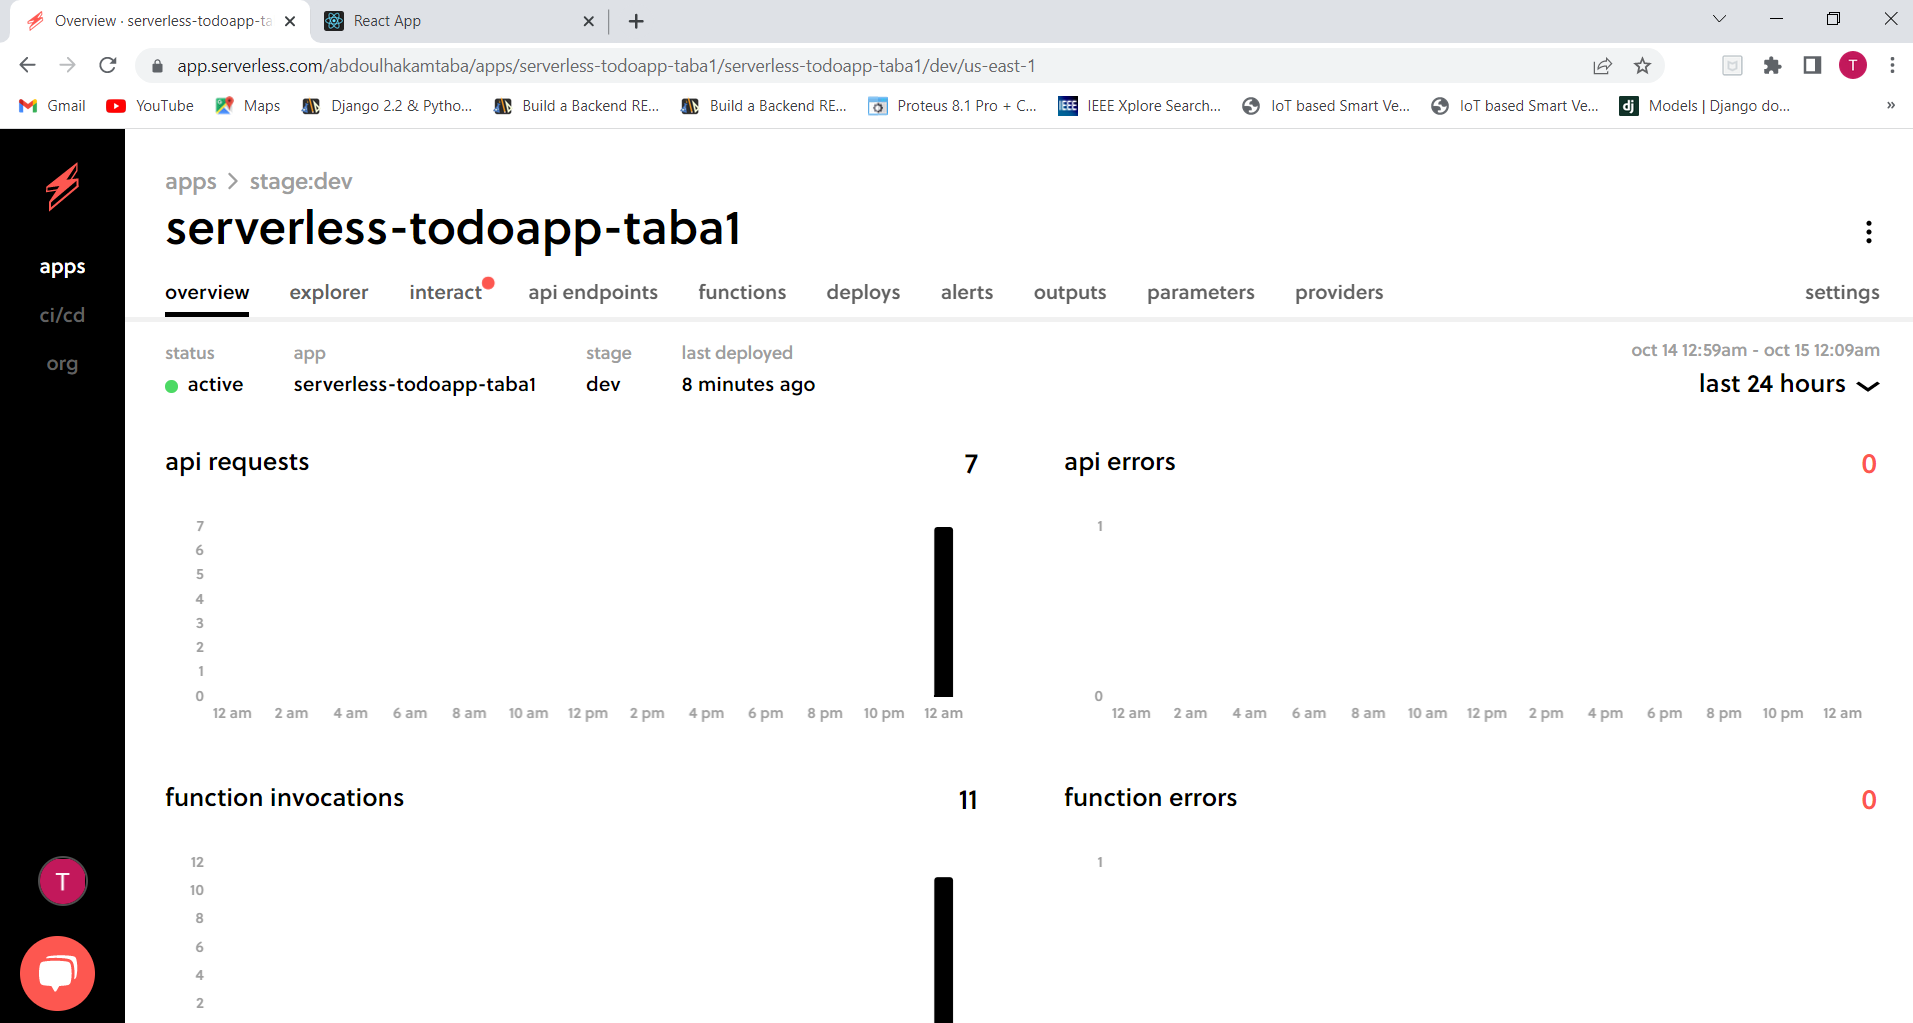 Overview · serverless-todoapp-ta
React App
app.serverless.com/abdoulhakamtaba/apps/serverless-todoapp-taba1/serverless-todoapp-taba1/dev/us-east-1
T
Gmail YouTube Maps Django 2.2 & Pytho... Build a Backend RE... Build a Backend RE... Proteus 8.1 Pro + C... IEEE IEEE Xplore Search... IoT based Smart Ve... IoT based Smart Ve... dj Models | Django do... »
apps > stage:dev
serverless-todoapp-taba1
apps
ci/cd
org
overview explorer interact api endpoints functions deploys alerts outputs parameters providers settings
status app stage last deployed
active serverless-todoapp-taba1 dev 8 minutes ago
oct 14 12:59am - oct 15 12:09am
last 24 hours
api requests 7
7
6
5
4
3
2
1
0
12 am 2 am 4 am 6 am 8 am 10 am 12 pm 2 pm 4 pm 6 pm 8 pm 10 pm 12 am
api errors 0
1
0
12 am 2 am 4 am 6 am 8 am 10 am 12 pm 2 pm 4 pm 6 pm 8 pm 10 pm 12 am
function invocations 11
12
10
8
6
4
2
function errors 0
1
T